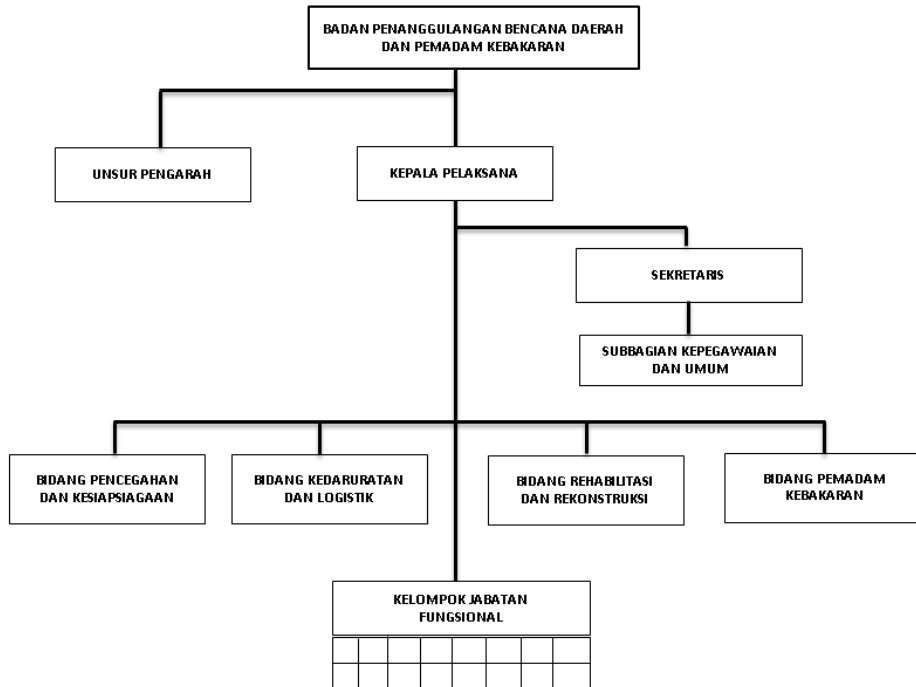 BADAN PENANGGULANGAN BENCANA DAERAH
DAN PEMADAM KEBAKARAN
UNSUR PENGARAH
KEPALA PELAKSANA
SEKRETARIS
SUBBAGIAN KEPEGAWAIAN
DAN UMUM
BIDANG PENCEGAHAN
DAN KESIAPSIAGAAN
BIDANG KEDARURATAN
DAN LOGISTIK
BIDANG REHABILITASI
DAN REKONSTRUKSI
BIDANG PEMADAM
KEBAKARAN
KELOMPOK JABATAN
FUNGSIONAL